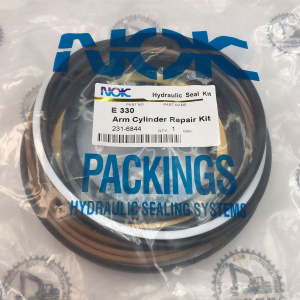 NOK
NOK Hydraulic Seal Kit
PART NO PART NAME
E 330
Arm Cylinder Repair Kit
231-6844 QTY 1
PACKINGS
HYDRAULIC SEALING SYSTEMS